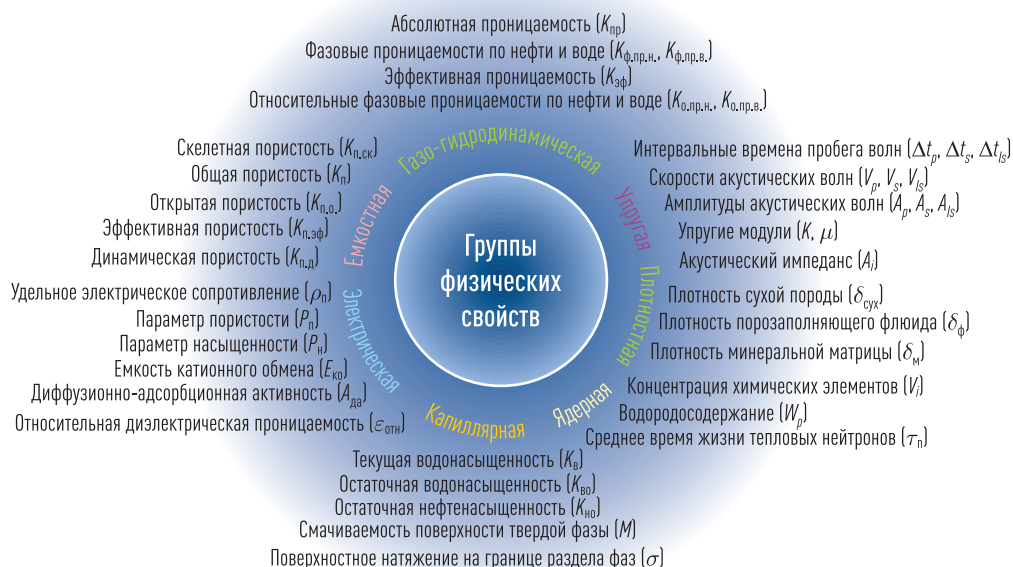 Абсолютная проницаемость (Kпр)
Фазовые проницаемости по нефти и воде (Kф.пр.н., Kф.пр.в.)
Эффективная проницаемость (Kэф)
Относительные фазовые проницаемости по нефти и воде (Kо.пр.н., Kо.пр.в.)
Газо-гидродинамическая
Скелетная пористость (Kп.ск)
Общая пористость (Kп)
Открытая пористость (Kп.о.)
Эффективная пористость (Kп.эф)
Динамическая пористость (Kп.д)
Емкостная
Удельное электрическое сопротивление (ρп)
Параметр пористости (Pп)
Параметр насыщенности (Pн)
Емкость катионного обмена (Eко)
Диффузионно-адсорбционная активность (Aда)
Относительная диэлектрическая проницаемость (εотн)
Электрическая
Группы
физических
свойств
Упругая
Интервальные времена пробега волн (Δtp, Δts, Δtls)
Скорости акустических волн (Vp, Vs, Vls)
Амплитуды акустических волн (Ap, As, Als)
Упругие модули (K, μ)
Акустический импеданс (Ai)
Плотностная
Плотность сухой породы (δсух)
Плотность порозаполняющего флюида (δф)
Плотность минеральной матрицы (δм)
Ядерная
Концентрация химических элементов (Vi)
Водородосодержание (Wp)
Среднее время жизни тепловых нейтронов (τn)
Капиллярная
Текущая водонасыщенность (Kв)
Остаточная водонасыщенность (Kво)
Остаточная нефтенасыщенность (Kно)
Смачиваемость поверхности твердой фазы (M)
Поверхностное натяжение на границе раздела фаз (σ)